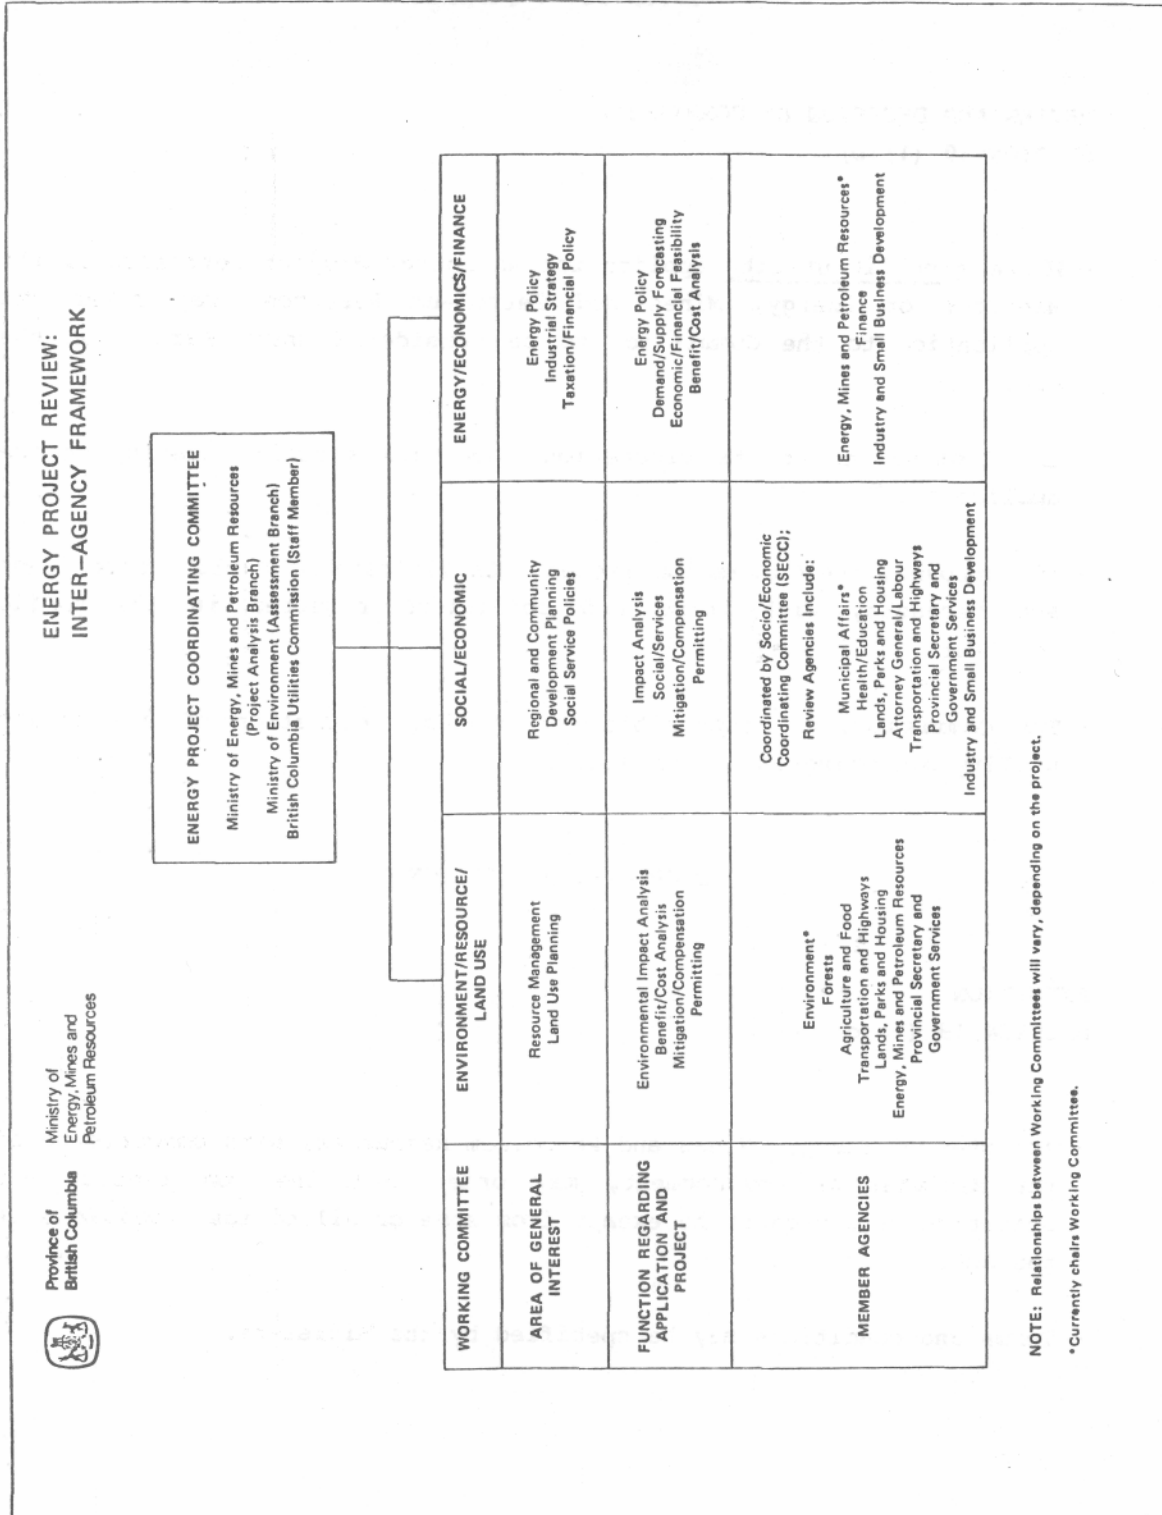 Province of
British Columbia
Ministry of
Energy, Mines and
Petroleum Resources
ENERGY PROJECT REVIEW:
INTER-AGENCY FRAMEWORK
ENERGY PROJECT COORDINATING COMMITTEE
Ministry of Energy, Mines and Petroleum Resources
(Project Analysis Branch)
Ministry of Environment (Assessment Branch)
British Columbia Utilities Commission (Staff Member)
WORKING COMMITTEE
ENVIRONMENT/RESOURCE/
LAND USE
SOCIAL/ECONOMIC
ENERGY/ECONOMICS/FINANCE
AREA OF GENERAL
INTEREST
Resource Management
Land Use Planning
Regional and Community
Development Planning
Social Service Policies
Energy Policy
Industrial Strategy
Taxation/Financial Policy
FUNCTION REGARDING
APPLICATION AND
PROJECT
Environmental Impact Analysis
Benefit/Cost Analysis
Mitigation/Compensation
Permitting
Impact Analysis
Social/Services
Mitigation/Compensation
Permitting
Energy Policy
Demand/Supply Forecasting
Economic/Financial Feasibility
Benefit/Cost Analysis
MEMBER AGENCIES
Environment*
Forests
Agriculture and Food
Transportation and Highways
Lands, Parks and Housing
Energy, Mines and Petroleum Resources
Provincial Secretary and
Government Services
Coordinated by Socio/Economic
Coordinating Committee (SECC);
Review Agencies Include:
Municipal Affairs*
Health/Education
Lands, Parks and Housing
Attorney General/Labour
Transportation and Highways
Provincial Secretary and
Government Services
Industry and Small Business Development
Energy, Mines and Petroleum Resources*
Finance
Industry and Small Business Development
NOTE: Relationships between Working Committees will vary, depending on the project.
*Currently chairs Working Committee.